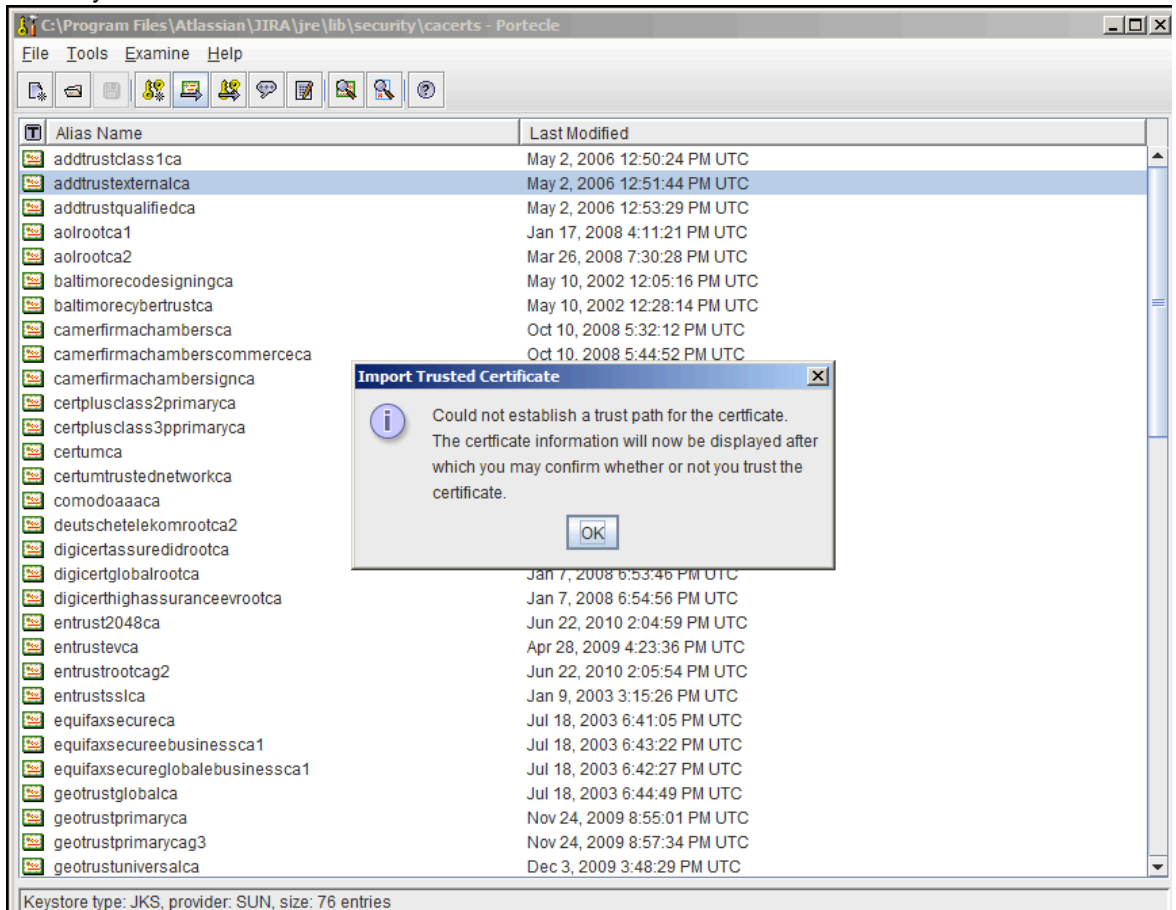 C:\Program Files\Atlassian\JIRA\jre\lib\security\cacerts - Portecle
File Tools Examine Help
T Alias Name Last Modified
addtrustclass1ca May 2, 2006 12:50:24 PM UTC
addtrustexternalca May 2, 2006 12:51:44 PM UTC
addtrustqualifiedca May 2, 2006 12:53:29 PM UTC
aolrootca1 Jan 17, 2008 4:11:21 PM UTC
aolrootca2 Mar 26, 2008 7:30:28 PM UTC
baltimorecodesigningca May 10, 2002 12:05:16 PM UTC
baltimorecybertrustca May 10, 2002 12:28:14 PM UTC
camerfirmachambersca Oct 10, 2008 5:32:12 PM UTC
camerfirmachamberscommerceca Oct 10, 2008 5:44:52 PM UTC
camerfirmachambersignca
certplusclass2primaryca
certplusclass3pprimaryca
certumca
certumtrustednetworkca
comodoaaaca
deutschetelekomrootca2
digicertassuredidrootca
Import Trusted Certificate
Could not establish a trust path for the certficate.
The certficate information will now be displayed after
which you may confirm whether or not you trust the
certificate.
OK
digicertglobalrootca Jan 7, 2008 6:53:46 PM UTC
digicerthighassuranceevrootca Jan 7, 2008 6:54:56 PM UTC
entrust2048ca Jun 22, 2010 2:04:59 PM UTC
entrustevca Apr 28, 2009 4:23:36 PM UTC
entrustrootcag2 Jun 22, 2010 2:05:54 PM UTC
entrustsslca Jan 9, 2003 3:15:26 PM UTC
equifaxsecureca Jul 18, 2003 6:41:05 PM UTC
equifaxsecureebusinessca1 Jul 18, 2003 6:43:22 PM UTC
equifaxsecureglobalebusinessca1 Jul 18, 2003 6:42:27 PM UTC
geotrustglobalca Jul 18, 2003 6:44:49 PM UTC
geotrustprimaryca Nov 24, 2009 8:55:01 PM UTC
geotrustprimarycag3 Nov 24, 2009 8:57:34 PM UTC
geotrustuniversalca Dec 3, 2009 3:48:29 PM UTC
Keystore type: JKS, provider: SUN, size: 76 entries